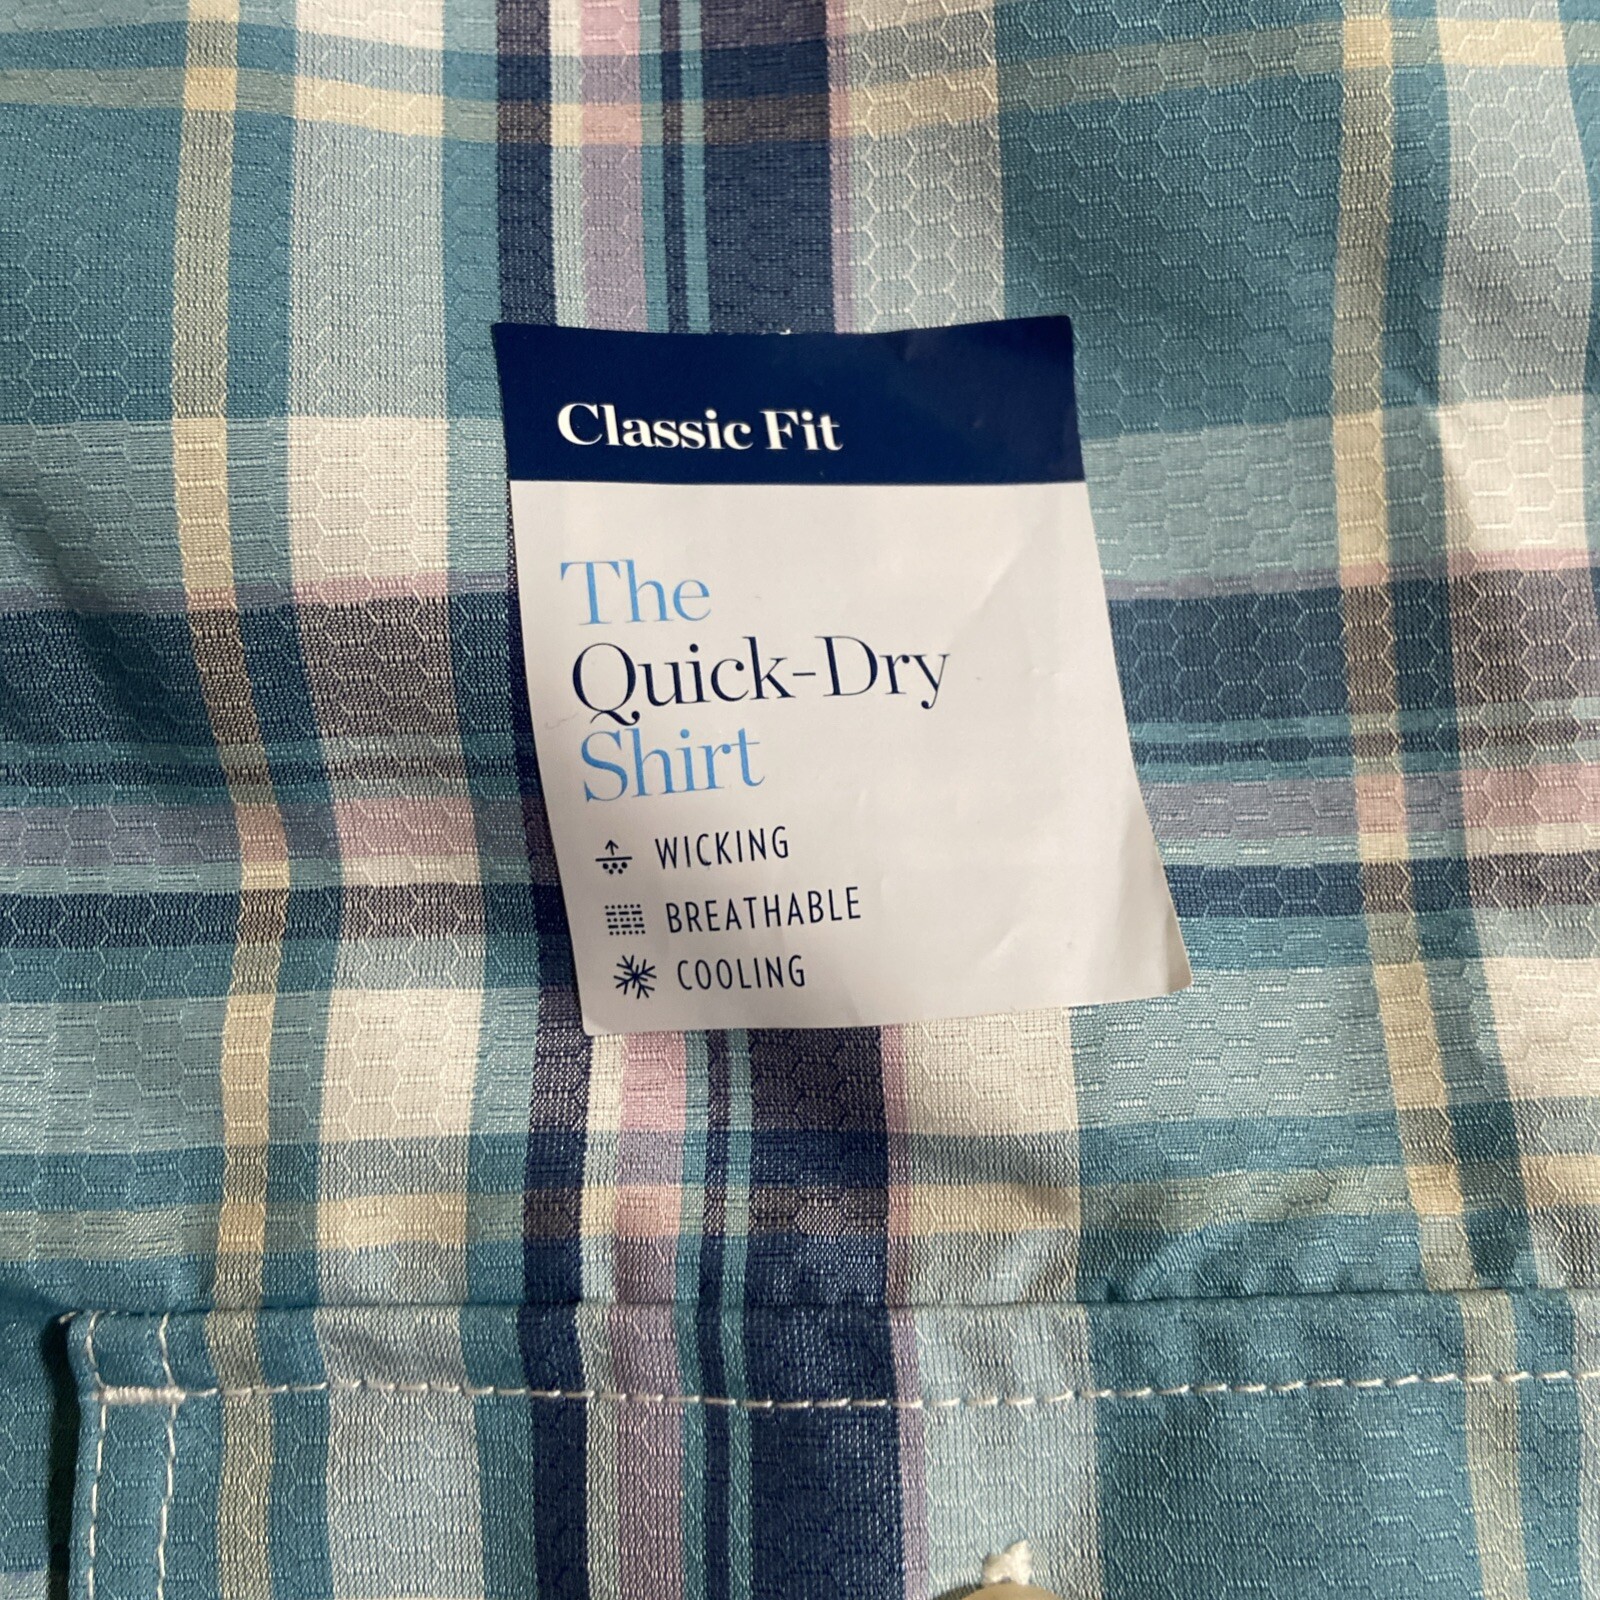 Classic Fit
The
Quick-Dry
Shirt
WICKING
BREATHABLE
COOLING